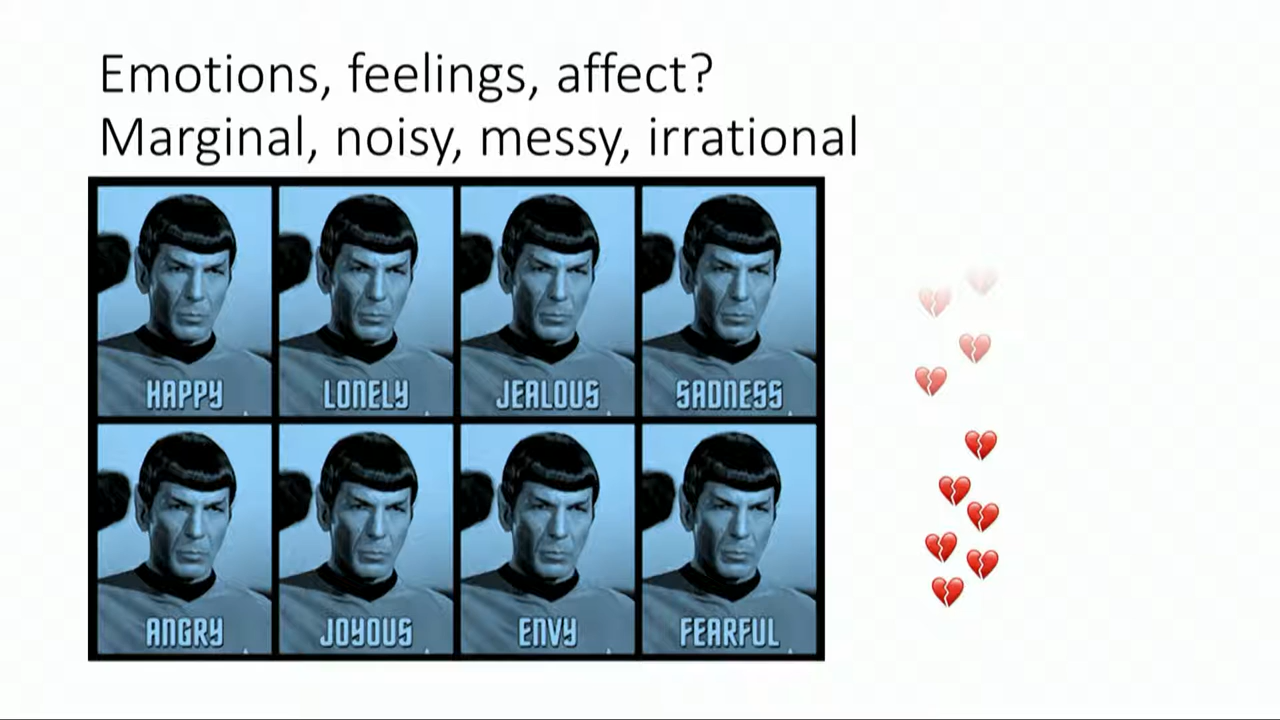 Emotions, feelings, affect?
Marginal, noisy, messy, irrational
HAPPY
LONELY
JEALOUS
SADNESS
ANGRY
JOYOUS
ENVY
FEARFUL